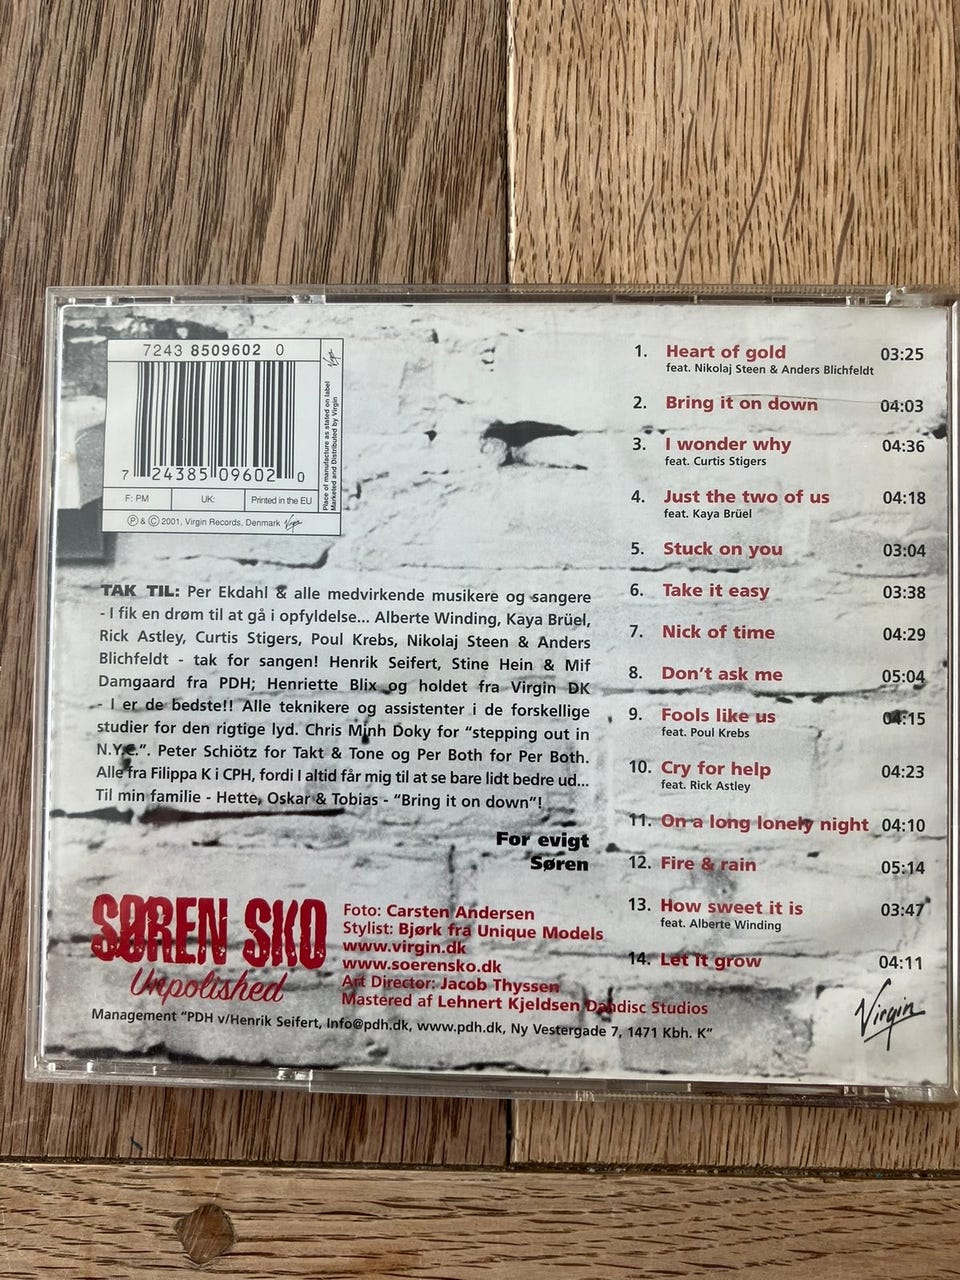 7243 8509602 0
7 24385 09602 0
Place of manufacture as stated on label
Marketed and Distributed by Virgin
Virgin
F: PM
UK:
Printed in the EU
Ⓟ & © 2001, Virgin Records, Denmark Virgin
TAK TIL: Per Ekdahl & alle medvirkende musikere og sangere
- I fik en drøm til at gå i opfyldelse... Alberte Winding, Kaya Brüel,
Rick Astley, Curtis Stigers, Poul Krebs, Nikolaj Steen & Anders
Blichfeldt - tak for sangen! Henrik Seifert, Stine Hein & Mif
Damgaard fra PDH; Henriette Blix og holdet fra Virgin DK
- I er de bedste!! Alle teknikere og assistenter i de forskellige
studier for den rigtige lyd. Chris Minh Doky for "stepping out in
N.Y.C.". Peter Schiötz for Takt & Tone og Per Both for Per Both.
Alle fra Filippa K i CPH, fordi I altid får mig til at se bare lidt bedre ud...
Til min familie - Hette, Oskar & Tobias - "Bring it on down"!
For evigt
Søren
SØREN SKO
Unpolished
Foto: Carsten Andersen
Stylist: Bjørk fra Unique Models
www.virgin.dk
www.soerensko.dk
Art Director: Jacob Thyssen
Mastered af Lehnert Kjeldsen Dandisc Studios
Management "PDH v/Henrik Seifert, Info@pdh.dk, www.pdh.dk, Ny Vestergade 7, 1471 Kbh. K"
1. Heart of gold 03:25
feat. Nikolaj Steen & Anders Blichfeldt
2. Bring it on down 04:03
3. I wonder why 04:36
feat. Curtis Stigers
4. Just the two of us 04:18
feat. Kaya Brüel
5. Stuck on you 03:04
6. Take it easy 03:38
7. Nick of time 04:29
8. Don't ask me 05:04
9. Fools like us 04:15
feat. Poul Krebs
10. Cry for help 04:23
feat. Rick Astley
11. On a long lonely night 04:10
12. Fire & rain 05:14
13. How sweet it is 03:47
feat. Alberte Winding
14. Let it grow 04:11
Virgin